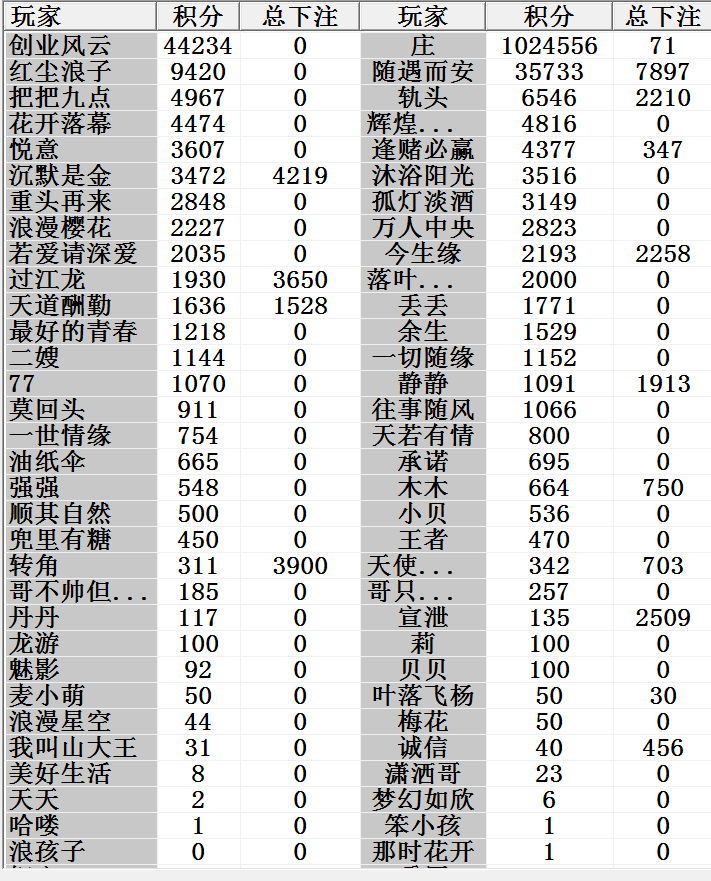 玩家 积分 总下注 玩家 积分 总下注
创业风云 44234 0 庄 1024556 71
红尘浪子 9420 0 随遇而安 35733 7897
把把九点 4967 0 轨头 6546 2210
花开落幕 4474 0 辉煌... 4816 0
悦意 3607 0 逢赌必赢 4377 347
沉默是金 3472 4219 沐浴阳光 3516 0
重头再来 2848 0 孤灯淡酒 3149 0
浪漫樱花 2227 0 万人中央 2823 0
若爱请深爱 2035 0 今生缘 2193 2258
过江龙 1930 3650 落叶... 2000 0
天道酬勤 1636 1528 丢丢 1771 0
最好的青春 1218 0 余生 1529 0
二嫂 1144 0 一切随缘 1152 0
77 1070 0 静静 1091 1913
莫回头 911 0 往事随风 1066 0
一世情缘 754 0 天若有情 800 0
油纸伞 665 0 承诺 695 0
强强 548 0 木木 664 750
顺其自然 500 0 小贝 536 0
兜里有糖 450 0 王者 470 0
转角 311 3900 天使... 342 703
哥不帅但... 185 0 哥只... 257 0
丹丹 117 0 宣泄 135 2509
龙游 100 0 莉 100 0
魅影 92 0 贝贝 100 0
麦小萌 50 0 叶落飞杨 50 30
浪漫星空 44 0 梅花 50 0
我叫山大王 31 0 诚信 40 456
美好生活 8 0 潇洒哥 23 0
天天 2 0 梦幻如欣 6 0
哈喽 1 0 笨小孩 1 0
浪孩子 0 0 那时花开 1 0